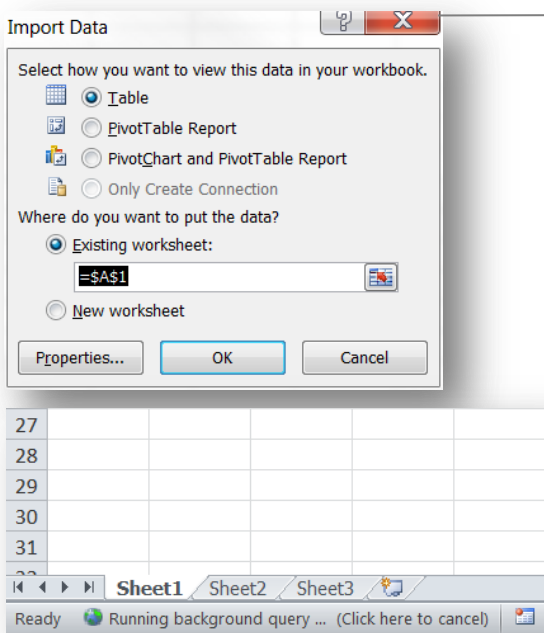 Import Data
Select how you want to view this data in your workbook.
Table
PivotTable Report
PivotChart and PivotTable Report
Only Create Connection
Where do you want to put the data?
Existing worksheet:
=$A$1
New worksheet
Properties...
OK
Cancel
27
28
29
30
31
Sheet1
Sheet2
Sheet3
Ready
Running background query ... (Click here to cancel)